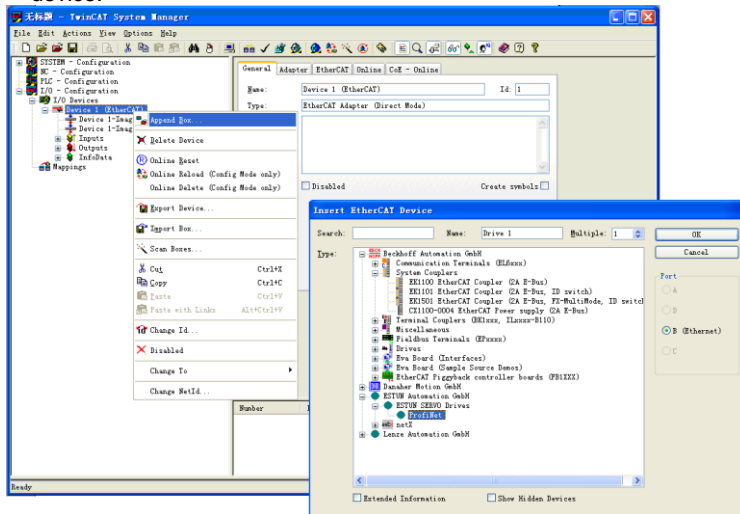 device.
无标题 - TwinCAT System Manager
File Edit Actions View Options Help
SYSTEM - Configuration
NC - Configuration
PLC - Configuration
I/O - Configuration
I/O Devices
Device 1 (EtherCAT)
Device 1-Imag
Device 1-Imag
Inputs
Outputs
InfoData
Mappings
Append Box...
Delete Device
Online Reset
Online Reload (Config Mode only)
Online Delete (Config Mode only)
Export Device...
Import Box...
Scan Boxes...
Cut Ctrl+X
Copy Ctrl+C
Paste Ctrl+V
Paste with Links Alt+Ctrl+V
Change Id...
Disabled
Change To
Change NetId...
General Adapter EtherCAT Online CoE - Online
Name: Device 1 (EtherCAT) Id: 1
Type: EtherCAT Adapter (Direct Mode)
Disabled Create symbols
Number
Ready
Insert EtherCAT Device
Search: Name: Drive 1 Multiple: 1 OK
Type: Cancel
Beckhoff Automation GmbH
Communication Terminals (EL6xxx)
System Couplers
EK1100 EtherCAT Coupler (2A E-Bus)
EK1101 EtherCAT Coupler (2A E-Bus, ID switch)
EK1501 EtherCAT Coupler (2A E-Bus, FX-MultiMode, ID switcl
CX1100-0004 EtherCAT Power supply (2A E-Bus)
Terminal Couplers (BK1xxx, ILxxxx-B110)
Miscellaneous
Fieldbus Terminals (EPxxxx)
Drives
Eva Board (Interfaces)
Eva Board (Sample Source Demos)
EtherCAT Piggyback controller boards (FB1XXX)
Danaher Motion GmbH
ESTUN Automation GmbH
ESTUN SERVO Drives
ProfiNet
netX
Lenze Automation GmbH
Port
A
D
B (Ethernet)
C
Extended Information Show Hidden Devices